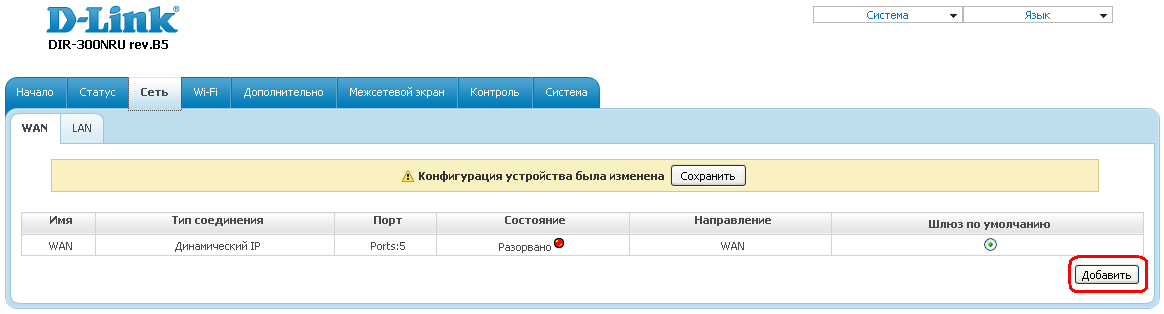 D-Link
DIR-300NRU rev.B5
Система Язык
Начало Статус Сеть Wi-Fi Дополнительно Межсетевой экран Контроль Система
WAN LAN
Конфигурация устройства была изменена Сохранить
Имя Тип соединения Порт Состояние Направление Шлюз по умолчанию
WAN Динамический IP Ports:5 Разорвано WAN
Добавить